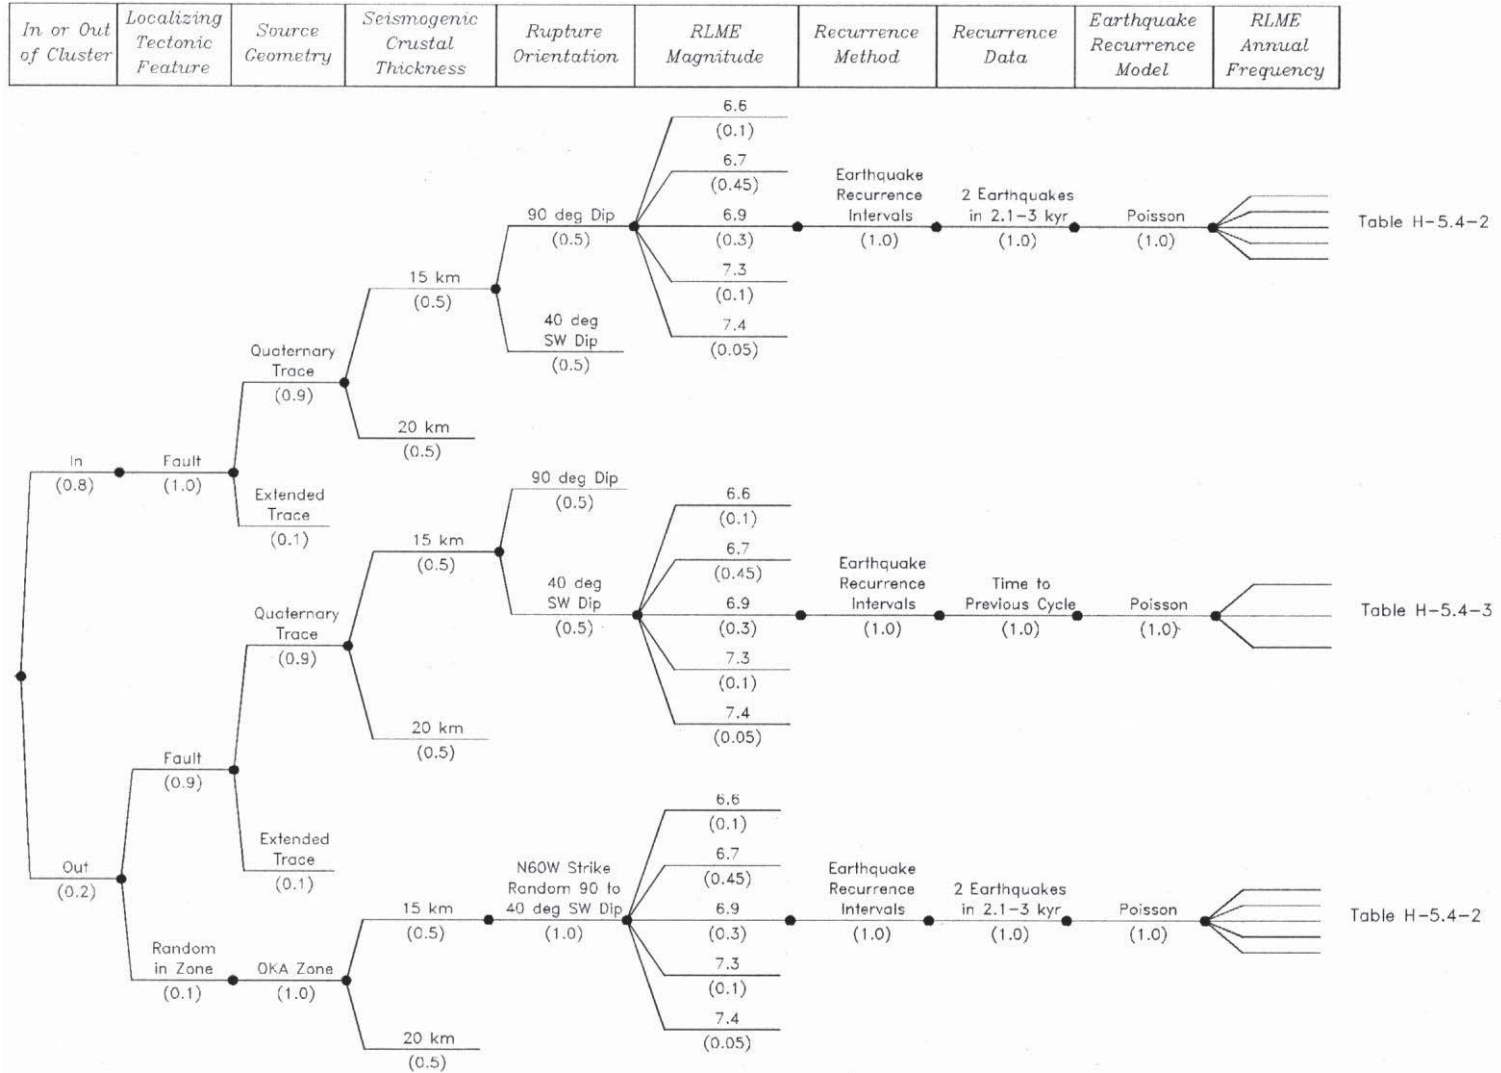 In or Out
of Cluster
Localizing
Tectonic
Feature
Source
Geometry
Seismogenic
Crustal
Thickness
Rupture
Orientation
RLME
Magnitude
Recurrence
Method
Recurrence
Data
Earthquake
Recurrence
Model
RLME
Annual
Frequency
In
(0.8)
Fault
(1.0)
Quaternary
Trace
(0.9)
Extended
Trace
(0.1)
15 km
(0.5)
20 km
(0.5)
90 deg Dip
(0.5)
40 deg
SW Dip
(0.5)
6.6
(0.1)
6.7
(0.45)
6.9
(0.3)
7.3
(0.1)
7.4
(0.05)
Earthquake
Recurrence
Intervals
(1.0)
2 Earthquakes
in 2.1-3 kyr
(1.0)
Poisson
(1.0)
Table H-5.4-2
Out
(0.2)
Fault
(0.9)
Quaternary
Trace
(0.9)
Extended
Trace
(0.1)
15 km
(0.5)
20 km
(0.5)
90 deg Dip
(0.5)
40 deg
SW Dip
(0.5)
6.6
(0.1)
6.7
(0.45)
6.9
(0.3)
7.3
(0.1)
7.4
(0.05)
Earthquake
Recurrence
Intervals
(1.0)
Time to
Previous Cycle
(1.0)
Poisson
(1.0)
Table H-5.4-3
Random
in Zone
(0.1)
OKA Zone
(1.0)
15 km
(0.5)
20 km
(0.5)
N60W Strike
Random 90 to
40 deg SW Dip
(1.0)
6.6
(0.1)
6.7
(0.45)
6.9
(0.3)
7.3
(0.1)
7.4
(0.05)
Earthquake
Recurrence
Intervals
(1.0)
2 Earthquakes
in 2.1-3 kyr
(1.0)
Poisson
(1.0)
Table H-5.4-2